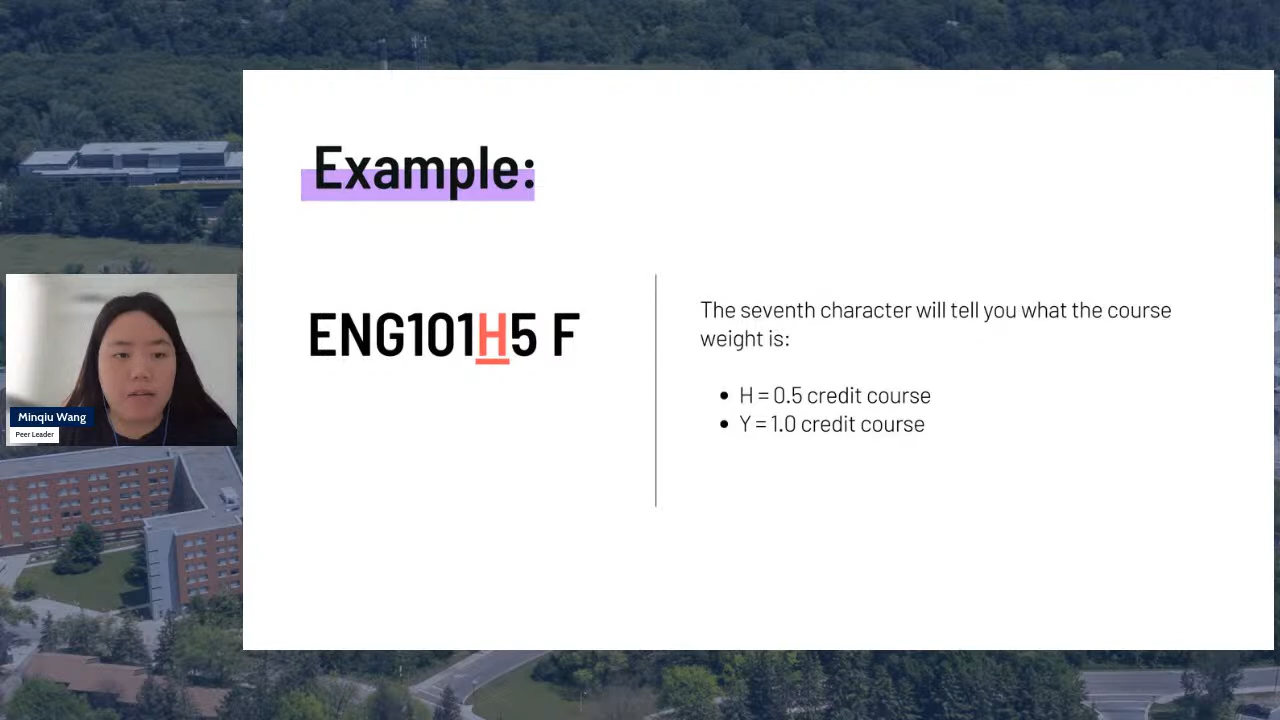 Example:
ENG101H5 F
The seventh character will tell you what the course
weight is:
• H = 0.5 credit course
• Y = 1.0 credit course
Minqiu Wang
Peer Leader